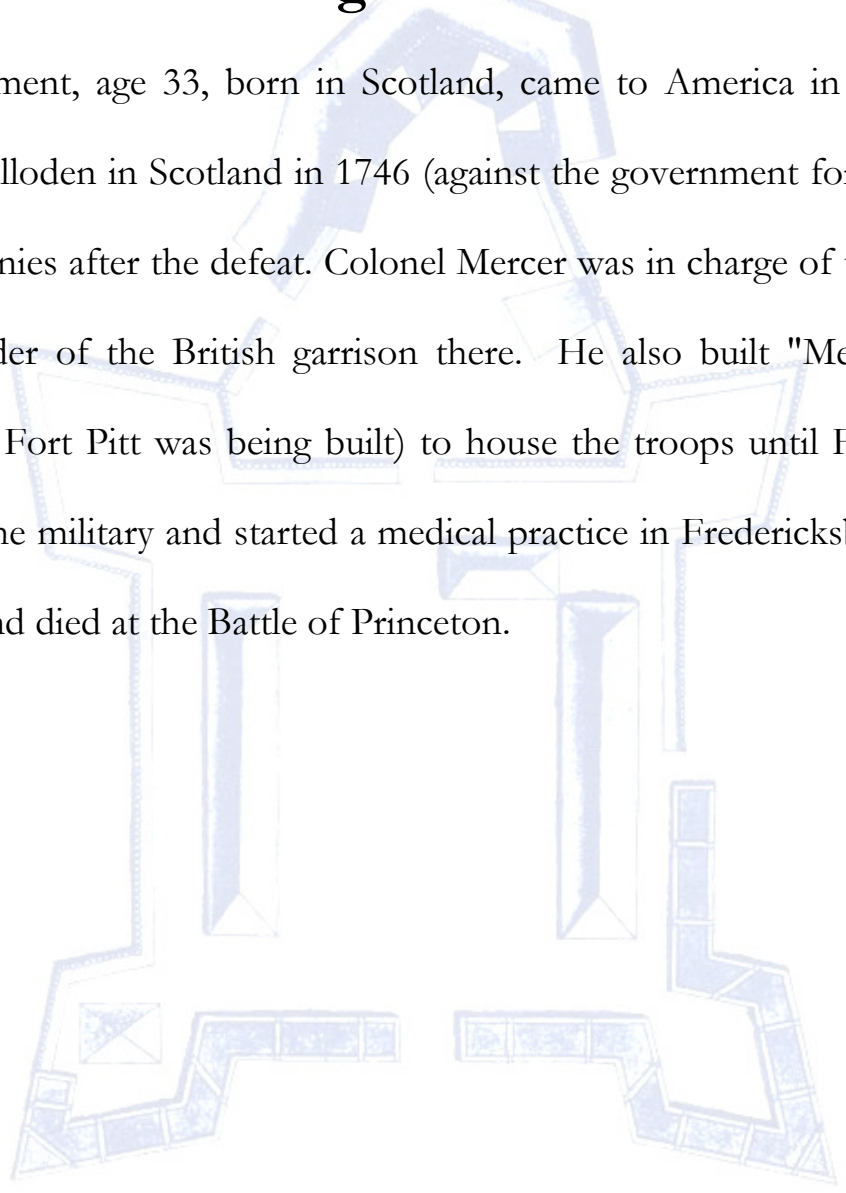 g
ment, age 33, born in Scotland, came to America in
lloden in Scotland in 1746 (against the government for
nies after the defeat. Colonel Mercer was in charge of
der of the British garrison there. He also built "Me
Fort Pitt was being built) to house the troops until F
he military and started a medical practice in Fredericksb
nd died at the Battle of Princeton.